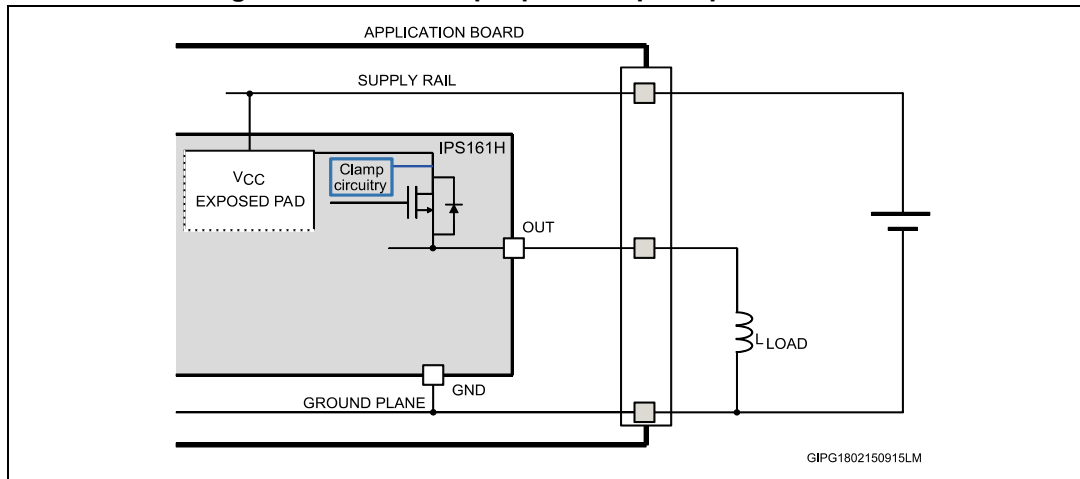 APPLICATION BOARD
SUPPLY RAIL
IPS161H
Clamp
circuitry
VCC
EXPOSED PAD
OUT
LLOAD
GND
GROUND PLANE
GIPG1802150915LM